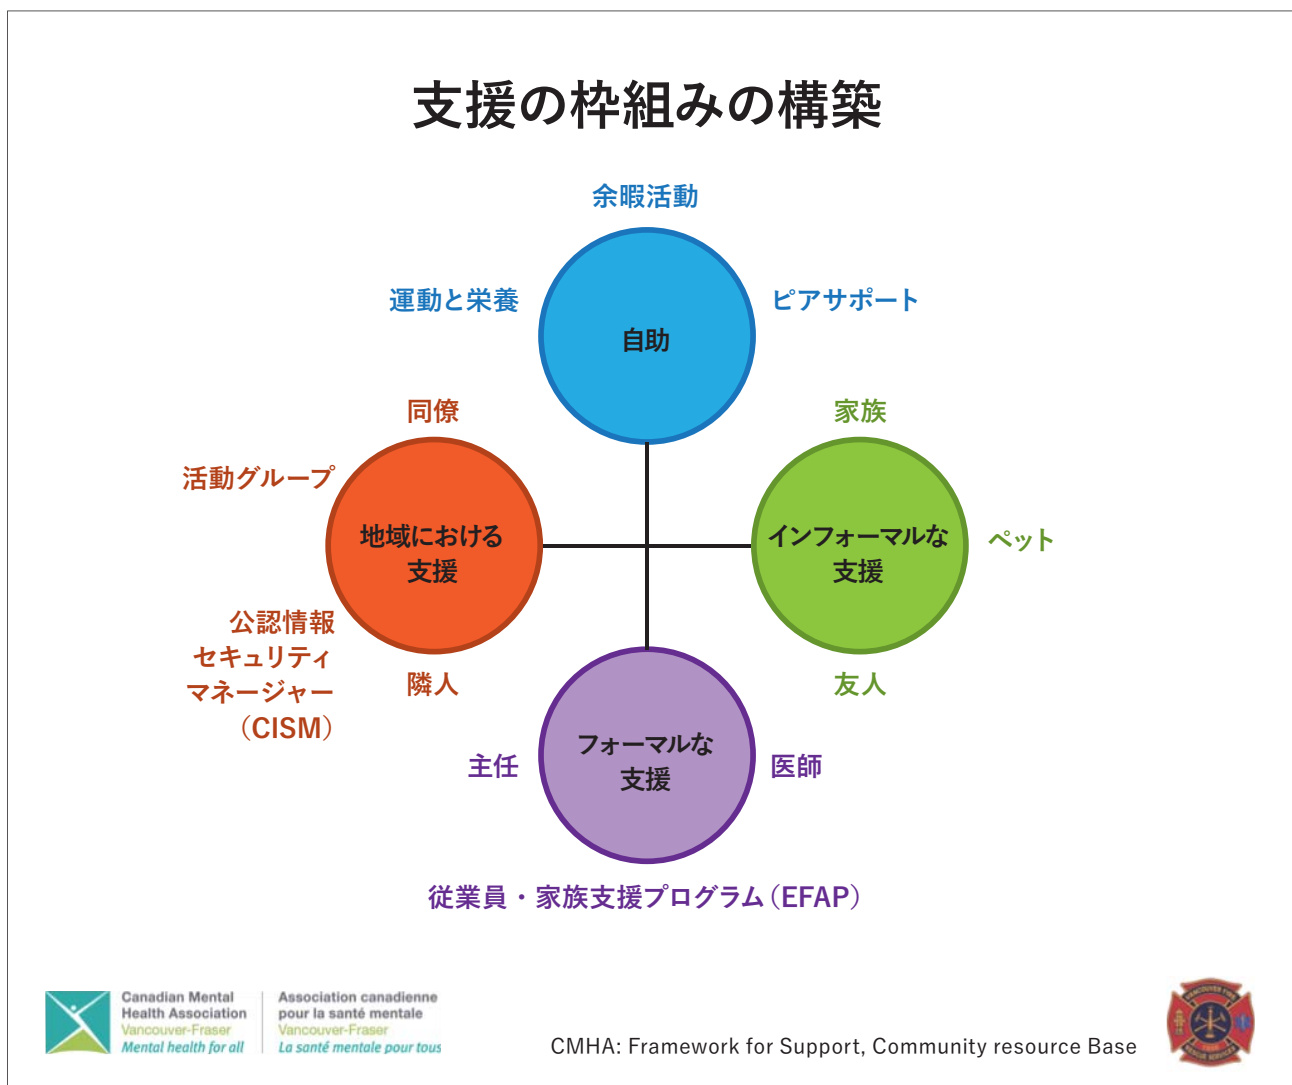 支援の枠組みの構築
余暇活動
運動と栄養
ピアサポート
自助
同僚
家族
活動グループ
地域における
支援
インフォーマルな
支援
ペット
公認情報
セキュリティ
マネージャー
（CISM）
隣人
友人
主任
フォーマルな
支援
医師
従業員・家族支援プログラム（EFAP）
Canadian Mental
Health Association
Vancouver-Fraser
Mental health for all
Association canadienne
pour la santé mentale
Vancouver-Fraser
La santé mentale pour tous
CMHA: Framework for Support, Community resource Base
VANCOUVER FIRE
RESCUE SERVICES